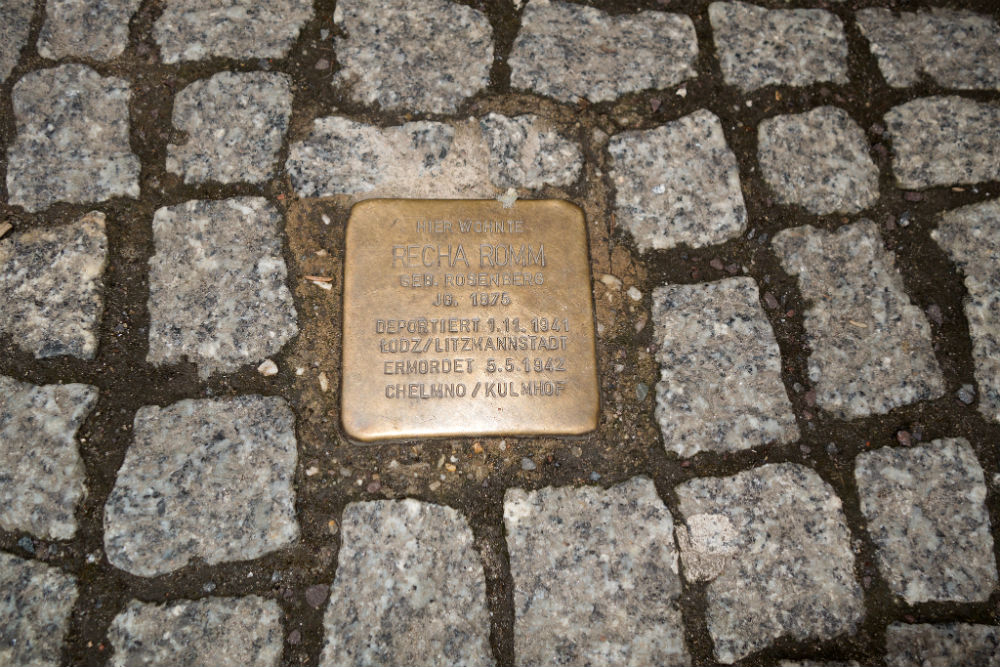 HIER WOHNTE
RECHA ROMM
GEB. ROSENBERG
JG. 1875
DEPORTIERT 1.11. 1941
ŁODZ/LITZMANNSTADT
ERMORDET 5.5.1942
CHELMNO/KULMHOF